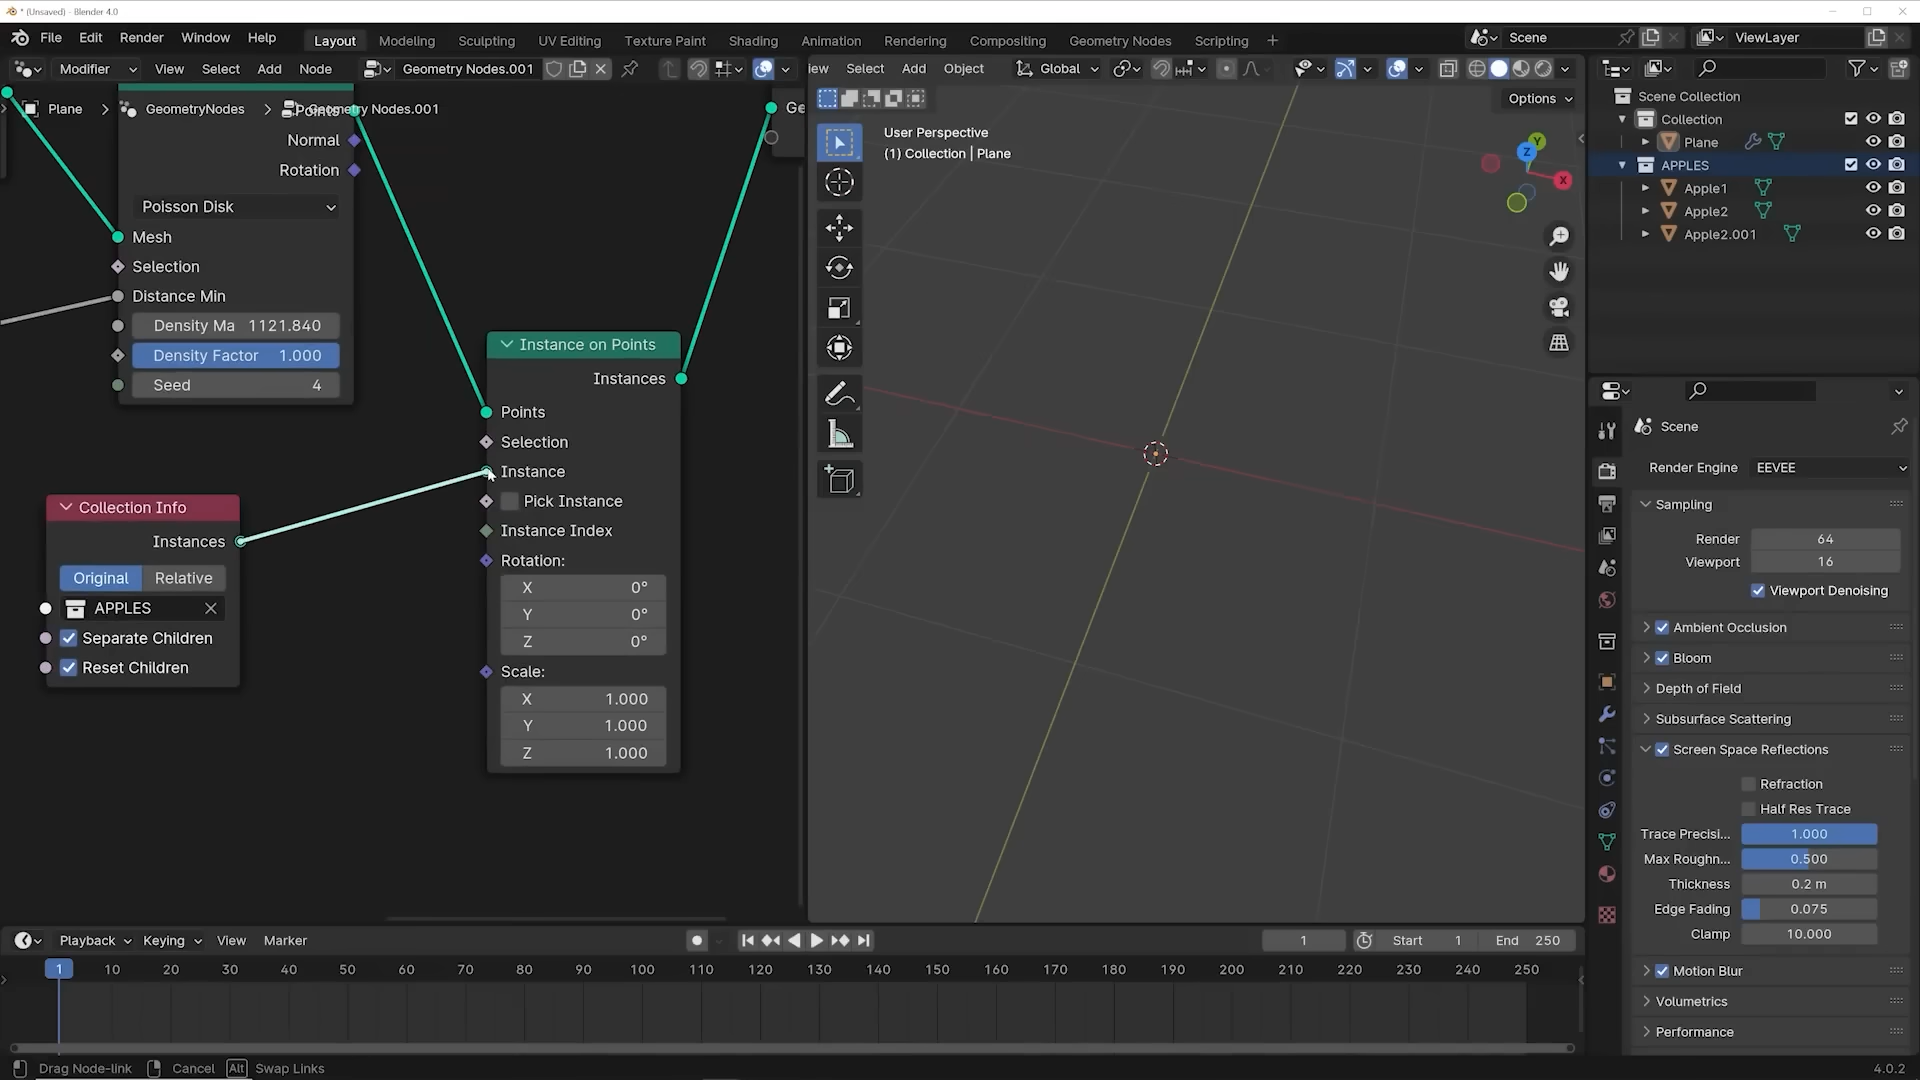 * (Unsaved) - Blender 4.0
File Edit Render Window Help Layout Modeling Sculpting UV Editing Texture Paint Shading Animation Rendering Compositing Geometry Nodes Scripting + Scene ViewLayer
Modifier View Select Add Node Geometry Nodes.001
iew Select Add Object Global
Options
Plane > GeometryNodes > Geometry Nodes.001
Points
Normal
Rotation
Poisson Disk
Mesh
Selection
Distance Min
Density Ma 1121.840
Density Factor 1.000
Seed 4
Ge
Instance on Points
Instances
Points
Selection
Instance
Pick Instance
Instance Index
Rotation:
X 0°
Y 0°
Z 0°
Scale:
X 1.000
Y 1.000
Z 1.000
Collection Info
Instances
Original Relative
APPLES
Separate Children
Reset Children
User Perspective
(1) Collection | Plane
Y
Z
X
Scene Collection
Collection
Plane
APPLES
Apple1
Apple2
Apple2.001
Scene
Render Engine EEVEE
Sampling
Render 64
Viewport 16
Viewport Denoising
Ambient Occlusion
Bloom
Depth of Field
Subsurface Scattering
Screen Space Reflections
Refraction
Half Res Trace
Trace Precisi... 1.000
Max Roughn... 0.500
Thickness 0.2 m
Edge Fading 0.075
Clamp 10.000
Motion Blur
Volumetrics
Performance
Playback Keying View Marker 1 Start 1 End 250
1 10 20 30 40 50 60 70 80 90 100 110 120 130 140 150 160 170 180 190 200 210 220 230 240 250
Drag Node-link Cancel Alt Swap Links 4.0.2